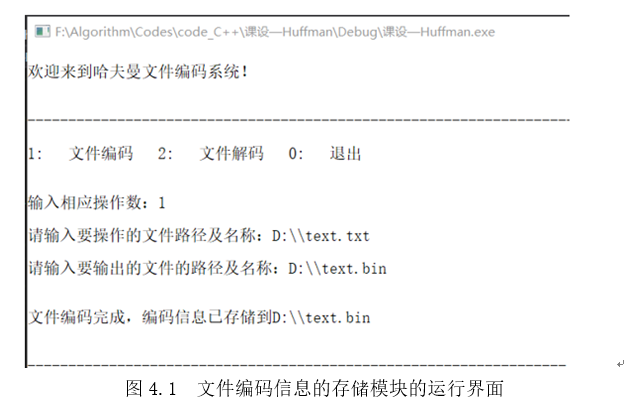 F:\Algorithm\Codes\code_C++\课设—Huffman\Debug\课设—Huffman.exe
欢迎来到哈夫曼文件编码系统!
1: 文件编码 2: 文件解码 0: 退出
输入相应操作数: 1
请输入要操作的文件路径及名称: D:\\text.txt
请输入要输出的文件的路径及名称: D:\\text.bin
文件编码完成,编码信息已存储到D:\\text.bin
图 4.1 文件编码信息的存储模块的运行界面